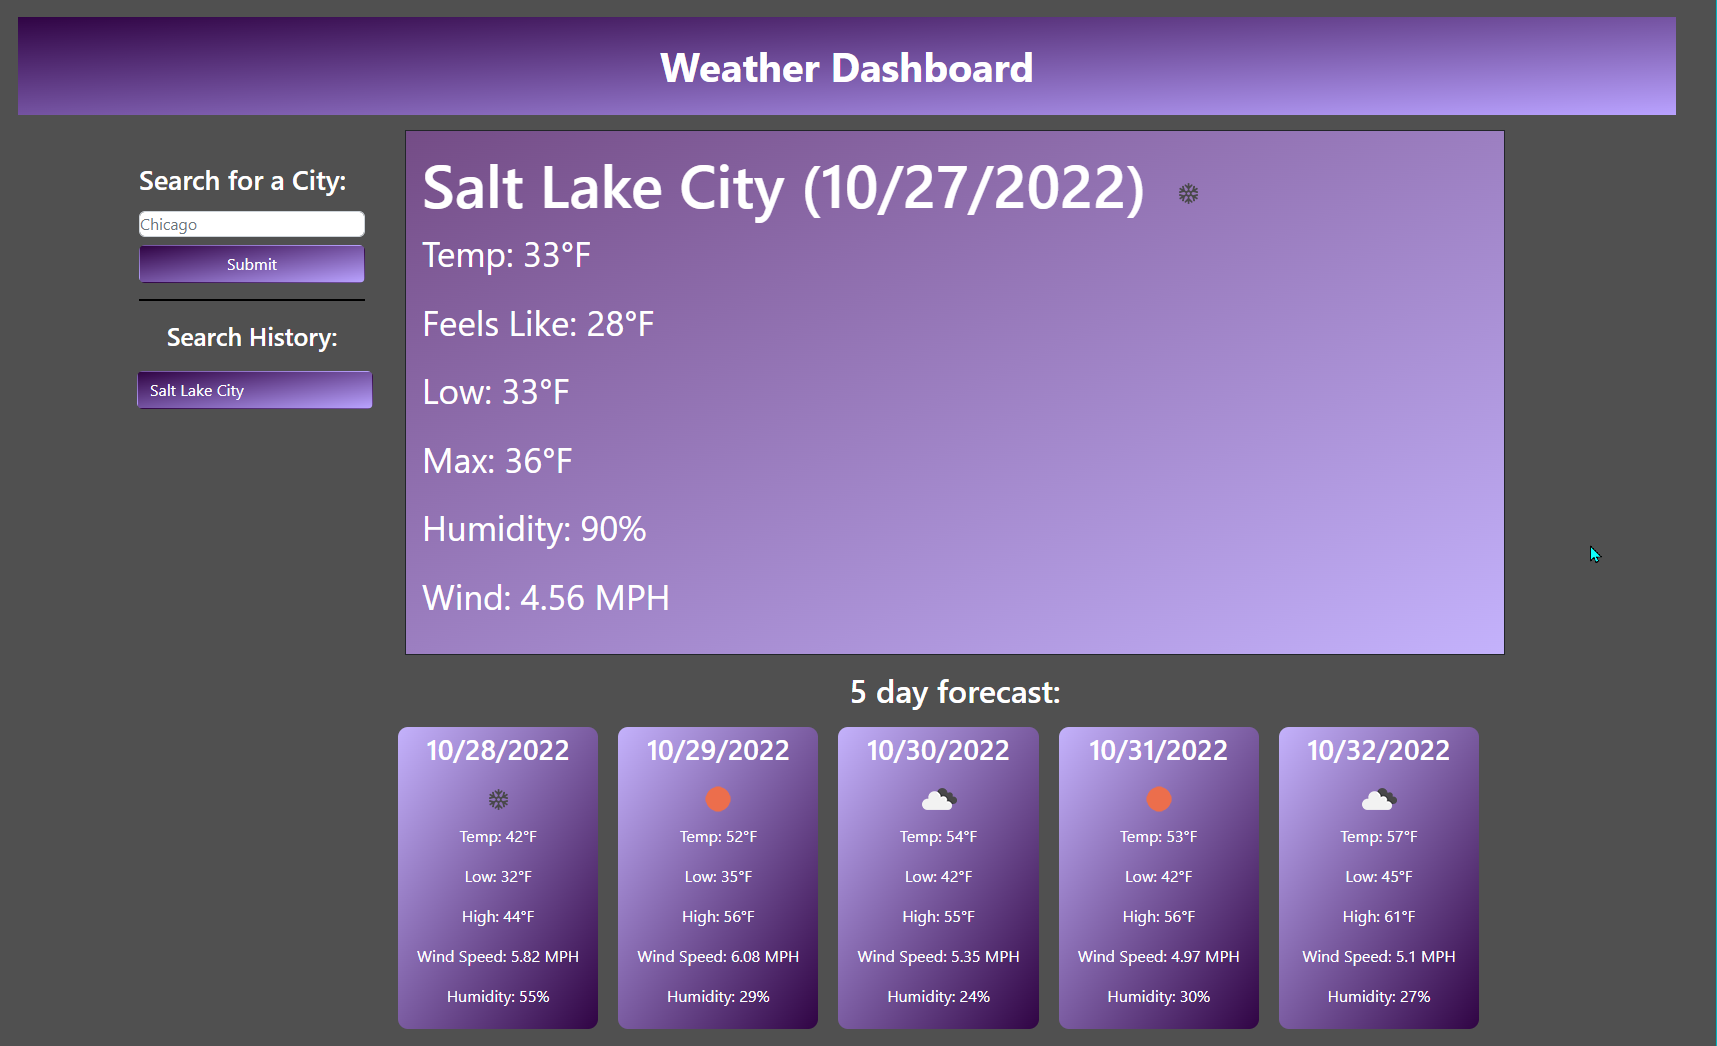 Weather Dashboard
Search for a City:
Chicago
Submit
Search History:
Salt Lake City
Salt Lake City (10/27/2022)
Temp: 33°F
Feels Like: 28°F
Low: 33°F
Max: 36°F
Humidity: 90%
Wind: 4.56 MPH
5 day forecast:
10/28/2022
Temp: 42°F
Low: 32°F
High: 44°F
Wind Speed: 5.82 MPH
Humidity: 55%
10/29/2022
Temp: 52°F
Low: 35°F
High: 56°F
Wind Speed: 6.08 MPH
Humidity: 29%
10/30/2022
Temp: 54°F
Low: 42°F
High: 55°F
Wind Speed: 5.35 MPH
Humidity: 24%
10/31/2022
Temp: 53°F
Low: 42°F
High: 56°F
Wind Speed: 4.97 MPH
Humidity: 30%
10/32/2022
Temp: 57°F
Low: 45°F
High: 61°F
Wind Speed: 5.1 MPH
Humidity: 27%